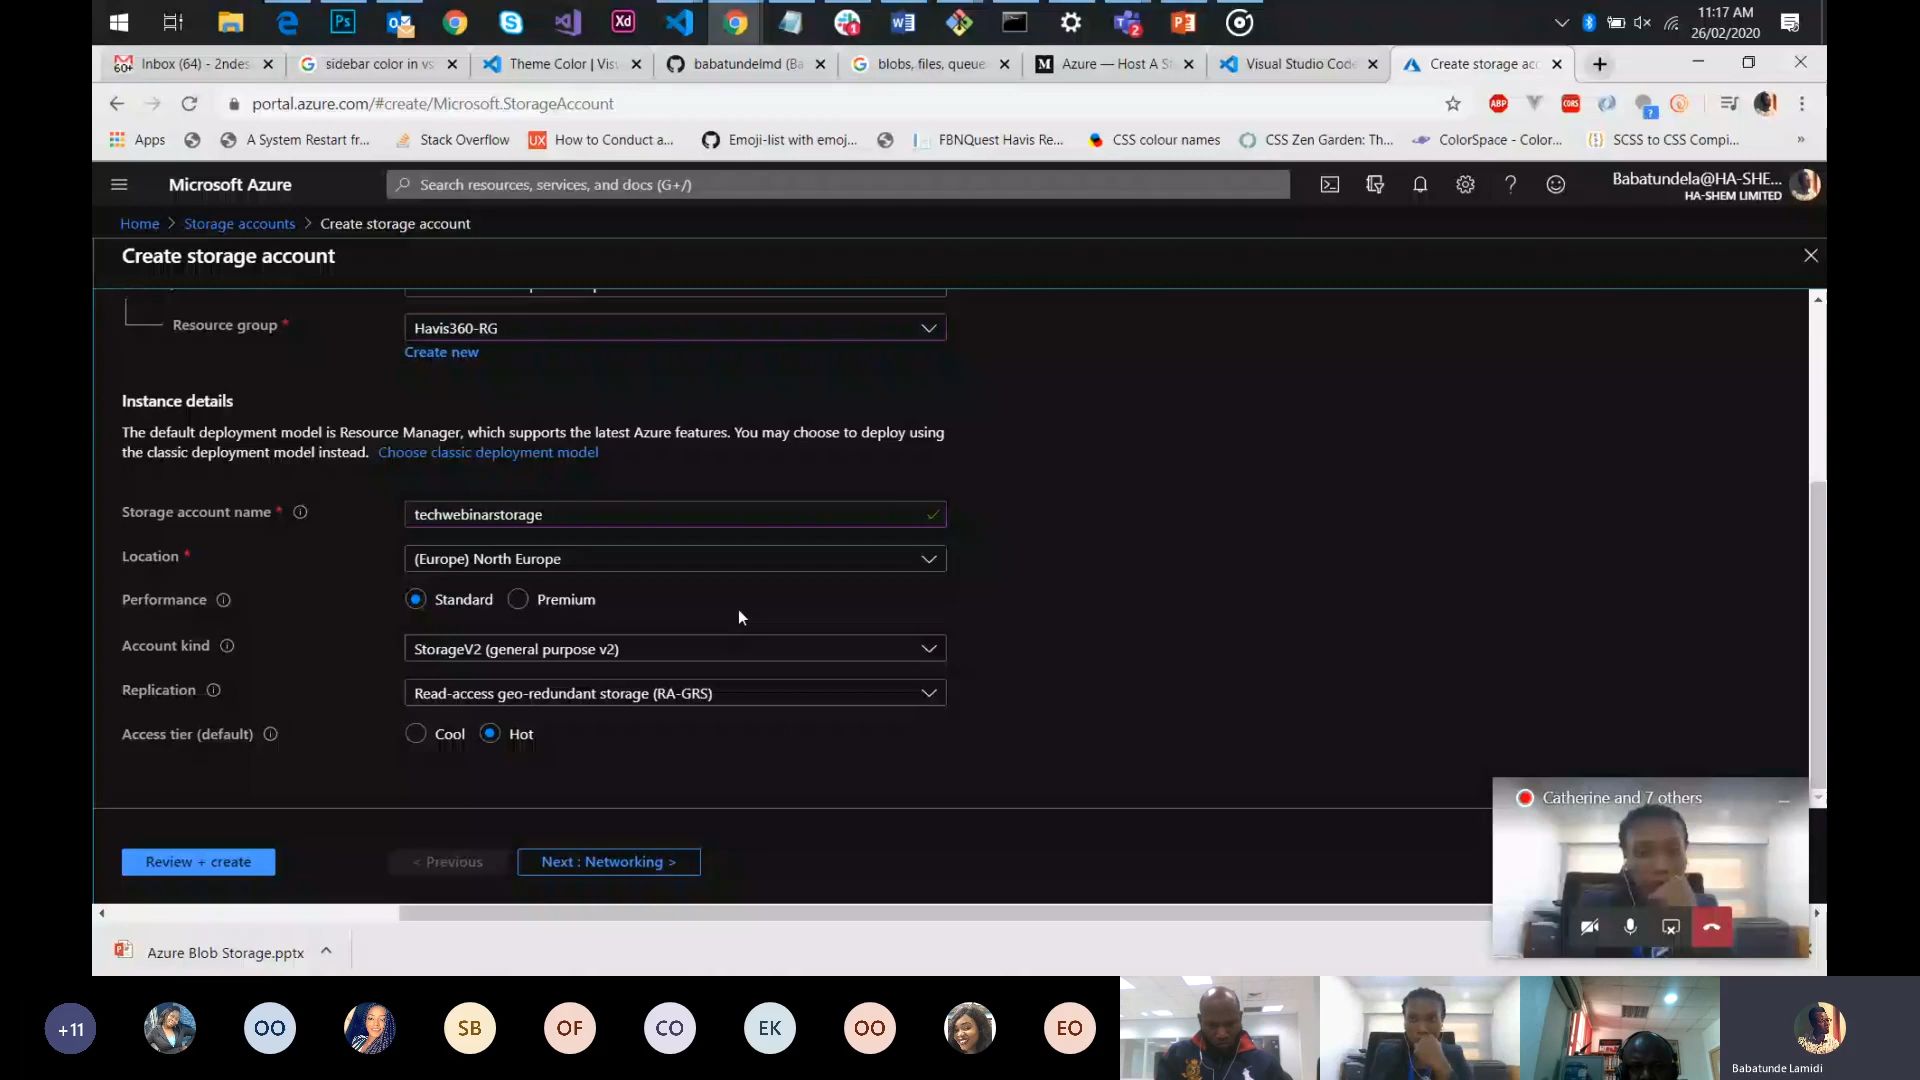 11:17 AM
26/02/2020
Inbox (64) - 2ndes
sidebar color in vs
Theme Color | Vis
babatundelmd (Ba
blobs, files, queue
Azure — Host A St
Visual Studio Code
Create storage acc
portal.azure.com/#create/Microsoft.StorageAccount
Apps
A System Restart fr...
Stack Overflow
How to Conduct a...
Emoji-list with emoj...
FBNQuest Havis Re...
CSS colour names
CSS Zen Garden: Th...
ColorSpace - Color...
SCSS to CSS Compi...
Microsoft Azure
Search resources, services, and docs (G+/)
Babatundela@HA-SHE...
HA-SHEM LIMITED
Home > Storage accounts > Create storage account
Create storage account
Resource group *
Havis360-RG
Create new
Instance details
The default deployment model is Resource Manager, which supports the latest Azure features. You may choose to deploy using
the classic deployment model instead. Choose classic deployment model
Storage account name *
techwebinarstorage
Location *
(Europe) North Europe
Performance
Standard
Premium
Account kind
StorageV2 (general purpose v2)
Replication
Read-access geo-redundant storage (RA-GRS)
Access tier (default)
Cool
Hot
Catherine and 7 others
Review + create
< Previous
Next : Networking >
Azure Blob Storage.pptx
+11
OO
SB
OF
CO
EK
OO
EO
Babatunde Lamidi